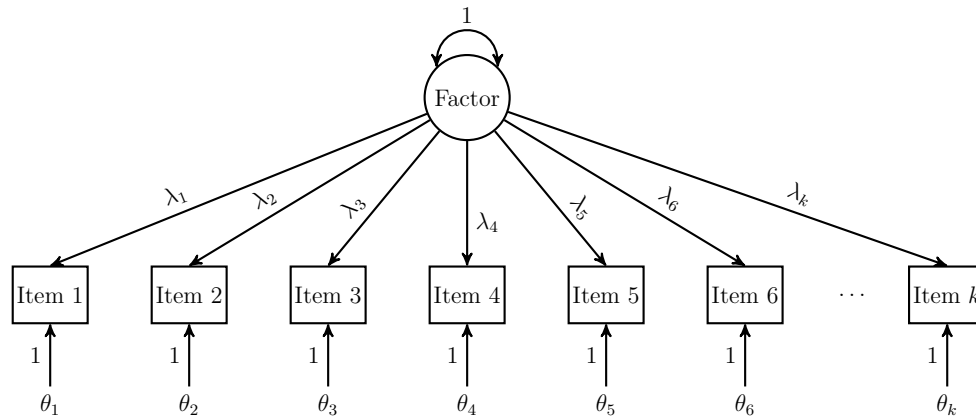 1
Factor
λ₁ λ₂ λ₃ λ₄ λ₅ λ₆ λₖ
Item 1 Item 2 Item 3 Item 4 Item 5 Item 6 ⋯ Item k
1 1 1 1 1 1 1
θ₁ θ₂ θ₃ θ₄ θ₅ θ₆ θₖ